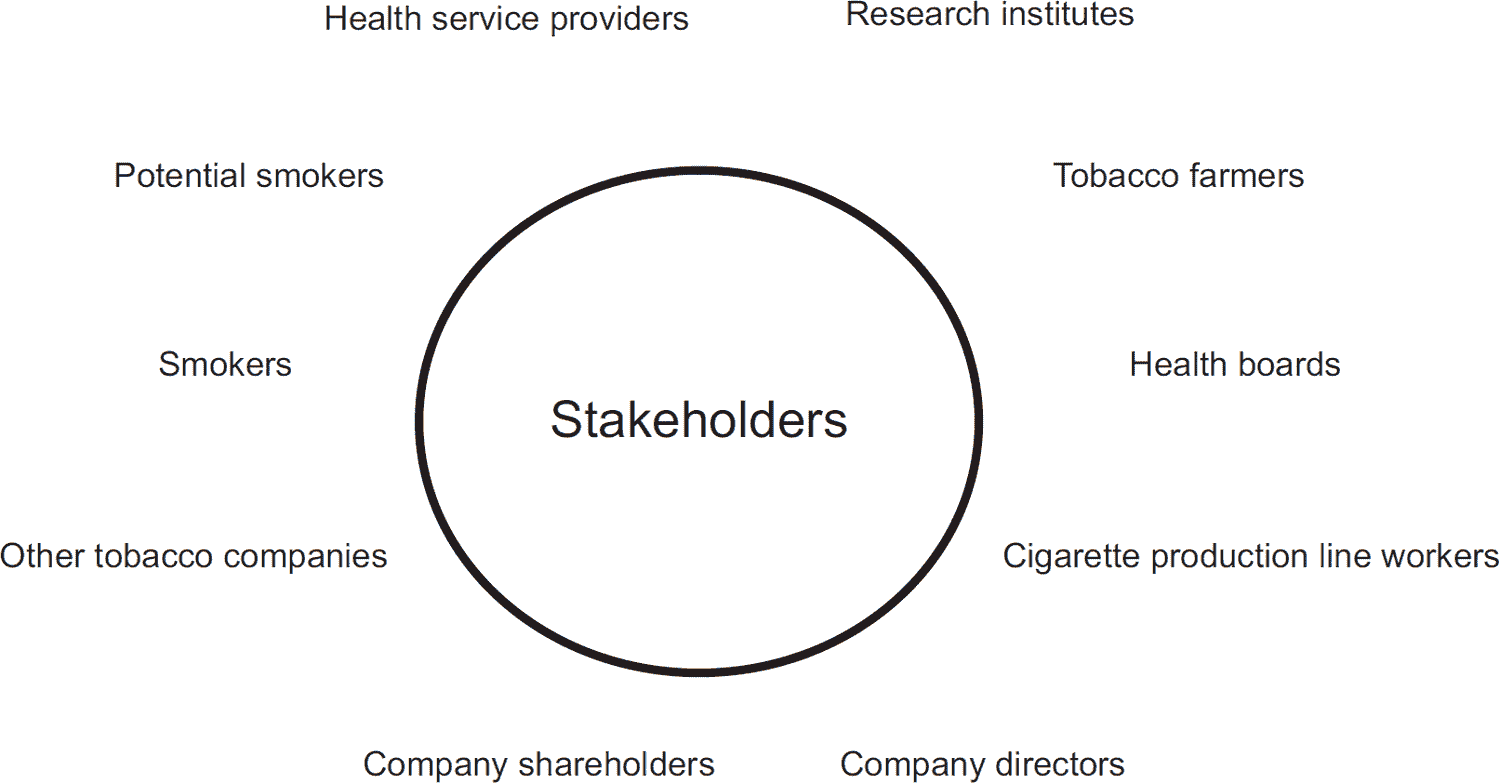 Health service providers
Research institutes
Potential smokers
Tobacco farmers
Smokers
Health boards
Stakeholders
Other tobacco companies
Cigarette production line workers
Company shareholders
Company directors